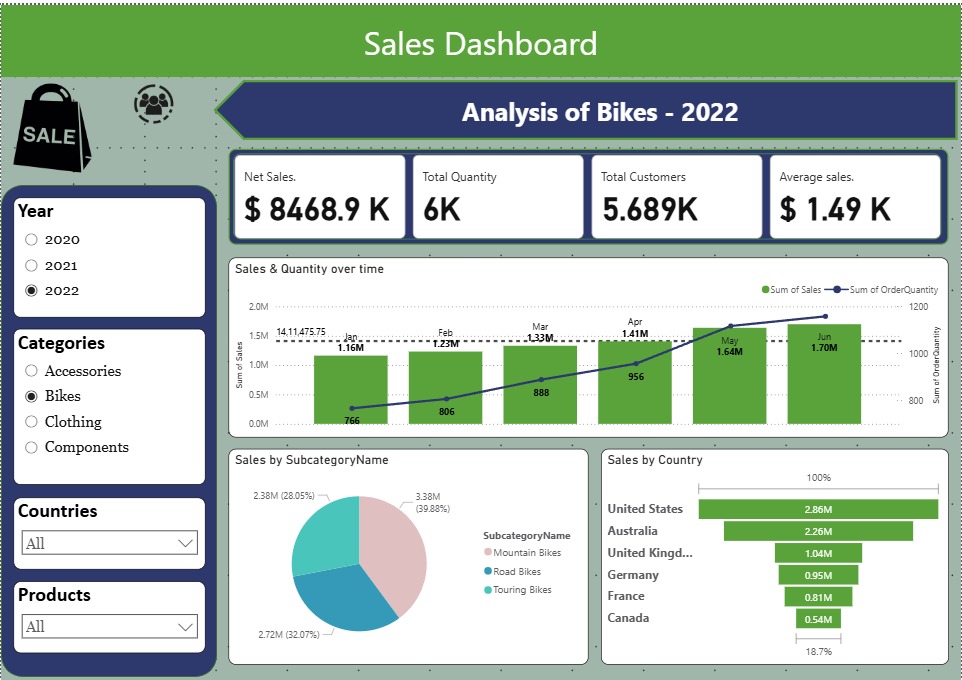 Sales Dashboard
SALE
Analysis of Bikes - 2022
Net Sales.
$ 8468.9 K
Total Quantity
6K
Total Customers
5.689K
Average sales.
$ 1.49 K
Year
2020
2021
2022
Categories
Accessories
Bikes
Clothing
Components
Countries
All
Products
All
Sales & Quantity over time
Sum of Sales
Sum of OrderQuantity
Sum of Sales
2.0M
1.5M
1.0M
0.5M
0.0M
14,11,475.75
Jan
1.16M
Feb
1.23M
Mar
1.33M
Apr
1.41M
May
1.64M
Jun
1.70M
766
806
888
956
1200
1000
800
Sum of OrderQuantity
Sales by SubcategoryName
2.38M (28.05%)
3.38M
(39.88%)
2.72M (32.07%)
SubcategoryName
Mountain Bikes
Road Bikes
Touring Bikes
Sales by Country
100%
United States 2.86M
Australia 2.26M
United Kingd... 1.04M
Germany 0.95M
France 0.81M
Canada 0.54M
18.7%